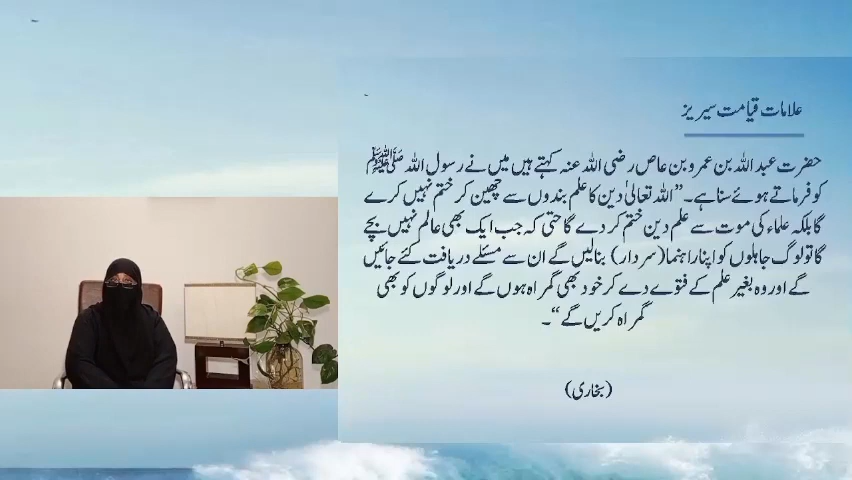 علامات قیامت سیریز
حضرت عبد اللہ بن عمرو بن عاص رضی اللہ عنہ کہتے ہیں میں نے رسول اللہ ﷺ
کو فرماتے ہوئے سنا ہے۔ ”اللہ تعالیٰ دین کا علم بندوں سے چھین کر ختم نہیں کرے
گا بلکہ علماء کی موت سے علم دین ختم کر دے گا حتی کہ جب ایک بھی عالم نہیں بچے
گا تو لوگ جاہلوں کو اپنا راہنما (سردار) بنالیں گے ان سے مسئلے دریافت کئے جائیں
گے اور وہ بغیر علم کے فتوے دے کر خود بھی گمراہ ہوں گے اور لوگوں کو بھی
گمراہ کریں گے“۔
(بخاری)